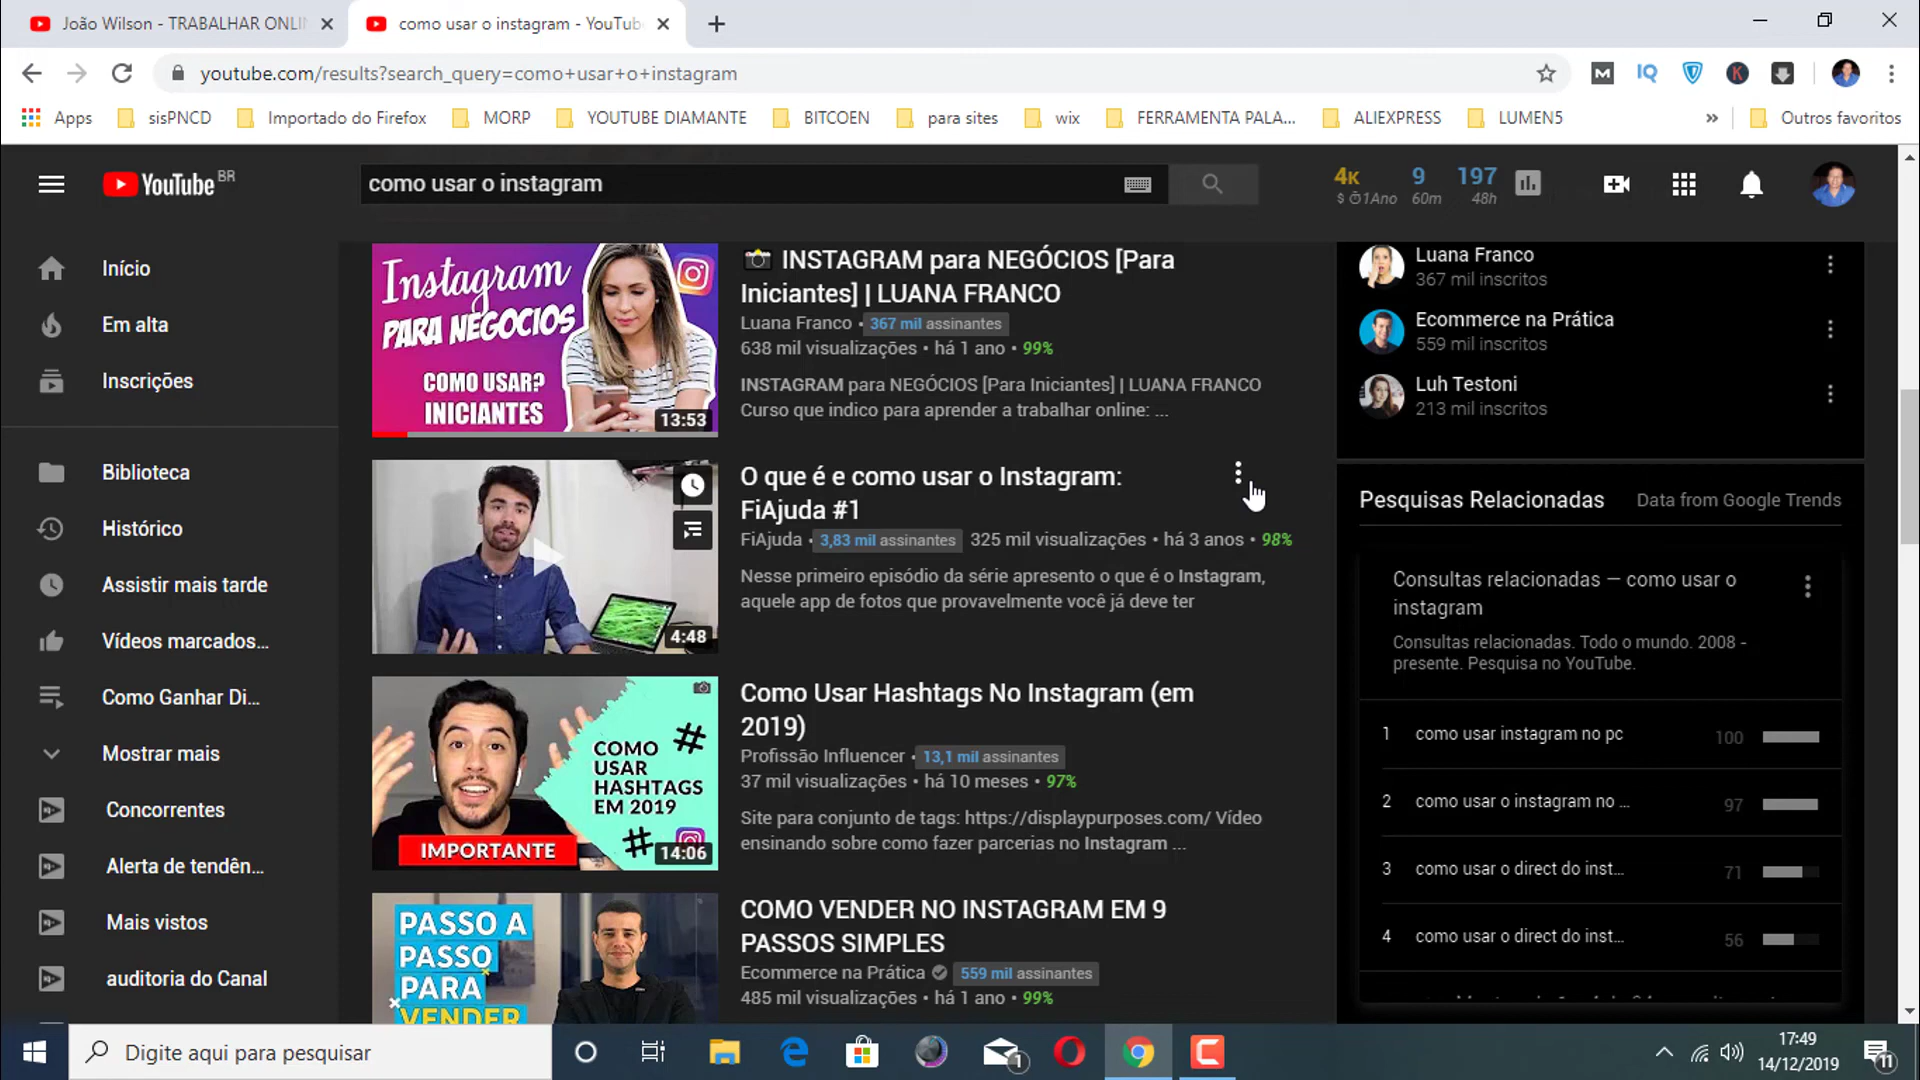 João Wilson - TRABALHAR ONLIN
como usar o instagram - YouTube
youtube.com/results?search_query=como+usar+o+instagram
Apps
sisPNCD
Importado do Firefox
MORP
YOUTUBE DIAMANTE
BITCOEN
para sites
wix
FERRAMENTA PALA...
ALIEXPRESS
LUMEN5
»
Outros favoritos
YouTube BR
como usar o instagram
4K
$ 1Ano
9
60m
197
48h
Início
Em alta
Inscrições
Biblioteca
Histórico
Assistir mais tarde
Vídeos marcados...
Como Ganhar Di...
Mostrar mais
Concorrentes
Alerta de tendên...
Mais vistos
auditoria do Canal
Instagram
PARA NEGÓCIOS
COMO USAR?
INICIANTES
13:53
INSTAGRAM para NEGÓCIOS [Para
Iniciantes] | LUANA FRANCO
Luana Franco • 367 mil assinantes
638 mil visualizações • há 1 ano • 99%
INSTAGRAM para NEGÓCIOS [Para Iniciantes] | LUANA FRANCO
Curso que indico para aprender a trabalhar online: ...
4:48
O que é e como usar o Instagram:
FiAjuda #1
FiAjuda • 3,83 mil assinantes 325 mil visualizações • há 3 anos • 98%
Nesse primeiro episódio da série apresento o que é o Instagram,
aquele app de fotos que provavelmente você já deve ter
COMO
USAR
HASHTAGS
EM 2019
#
#
IMPORTANTE
14:06
Como Usar Hashtags No Instagram (em
2019)
Profissão Influencer • 13,1 mil assinantes
37 mil visualizações • há 10 meses • 97%
Site para conjunto de tags: https://displaypurposes.com/ Vídeo
ensinando sobre como fazer parcerias no Instagram ...
PASSO A
PASSO
PARA
VENDER
COMO VENDER NO INSTAGRAM EM 9
PASSOS SIMPLES
Ecommerce na Prática 559 mil assinantes
485 mil visualizações • há 1 ano • 99%
Luana Franco
367 mil inscritos
Ecommerce na Prática
559 mil inscritos
Luh Testoni
213 mil inscritos
Pesquisas Relacionadas Data from Google Trends
Consultas relacionadas — como usar o
instagram
Consultas relacionadas. Todo o mundo. 2008 -
presente. Pesquisa no YouTube.
1 como usar instagram no pc 100
2 como usar o instagram no ... 97
3 como usar o direct do inst... 71
4 como usar o direct do inst... 56
Digite aqui para pesquisar
1
17:49
14/12/2019
11